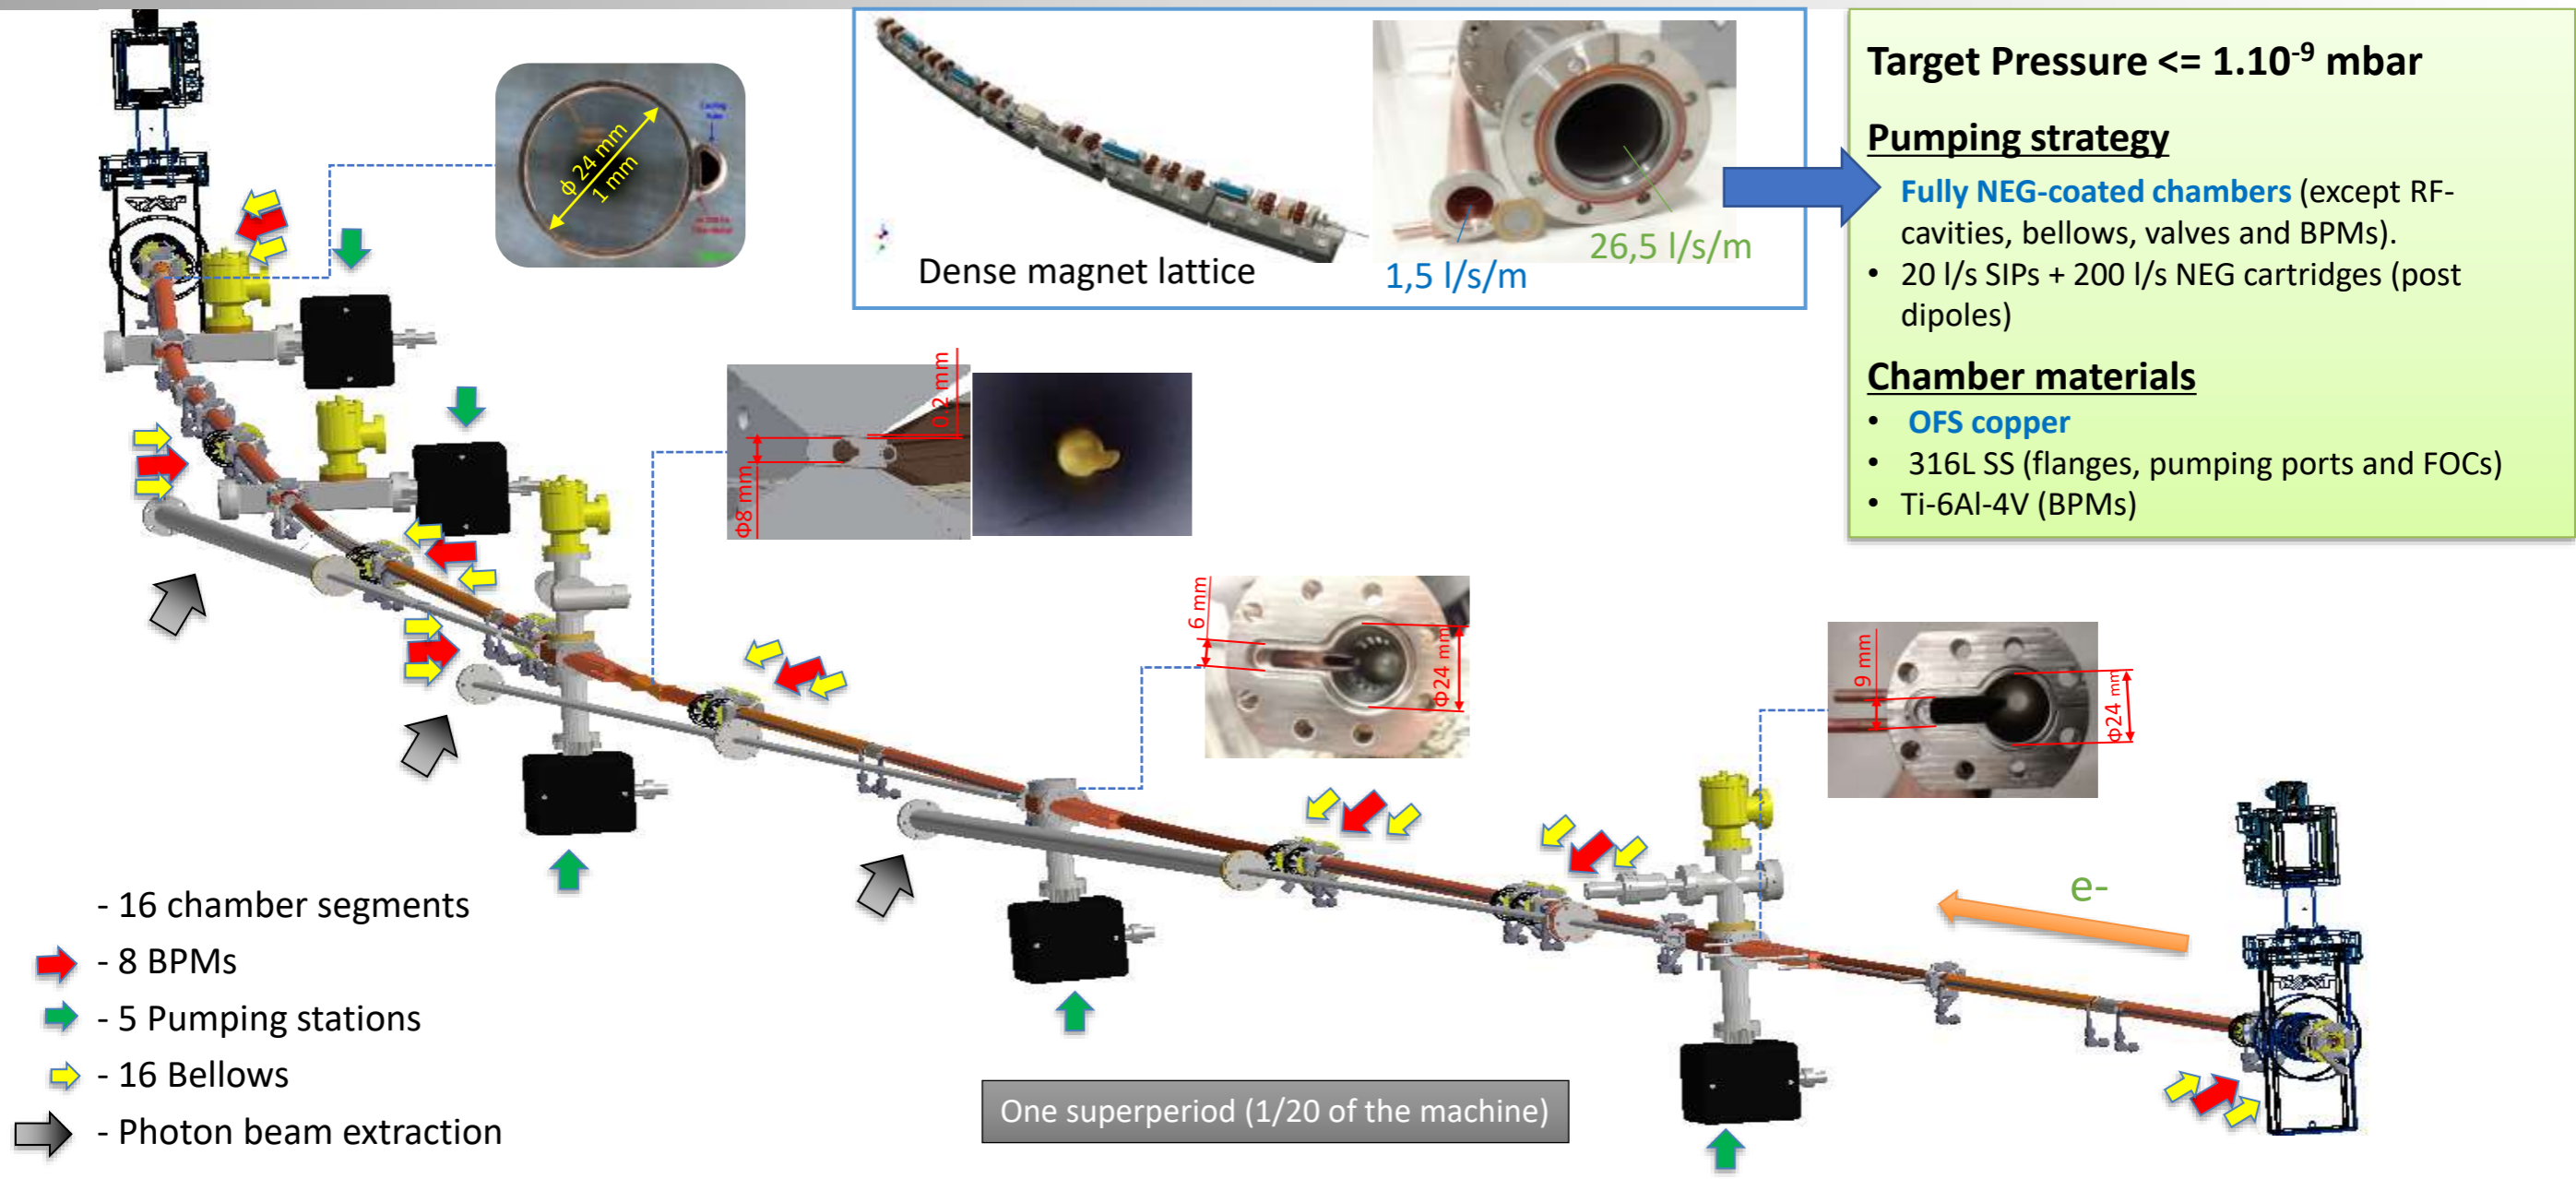 ϕ 24 mm
1 mm
Dense magnet lattice
1,5 l/s/m
26,5 l/s/m
Target Pressure <= 1.10⁻⁹ mbar
Pumping strategy
Fully NEG-coated chambers (except RF-
cavities, bellows, valves and BPMs).
• 20 l/s SIPs + 200 l/s NEG cartridges (post
dipoles)
Chamber materials
• OFS copper
• 316L SS (flanges, pumping ports and FOCs)
• Ti-6Al-4V (BPMs)
0.2 mm
Φ8 mm
6 mm
Φ24 mm
9 mm
Φ24 mm
e-
- 16 chamber segments
- 8 BPMs
- 5 Pumping stations
- 16 Bellows
- Photon beam extraction
One superperiod (1/20 of the machine)